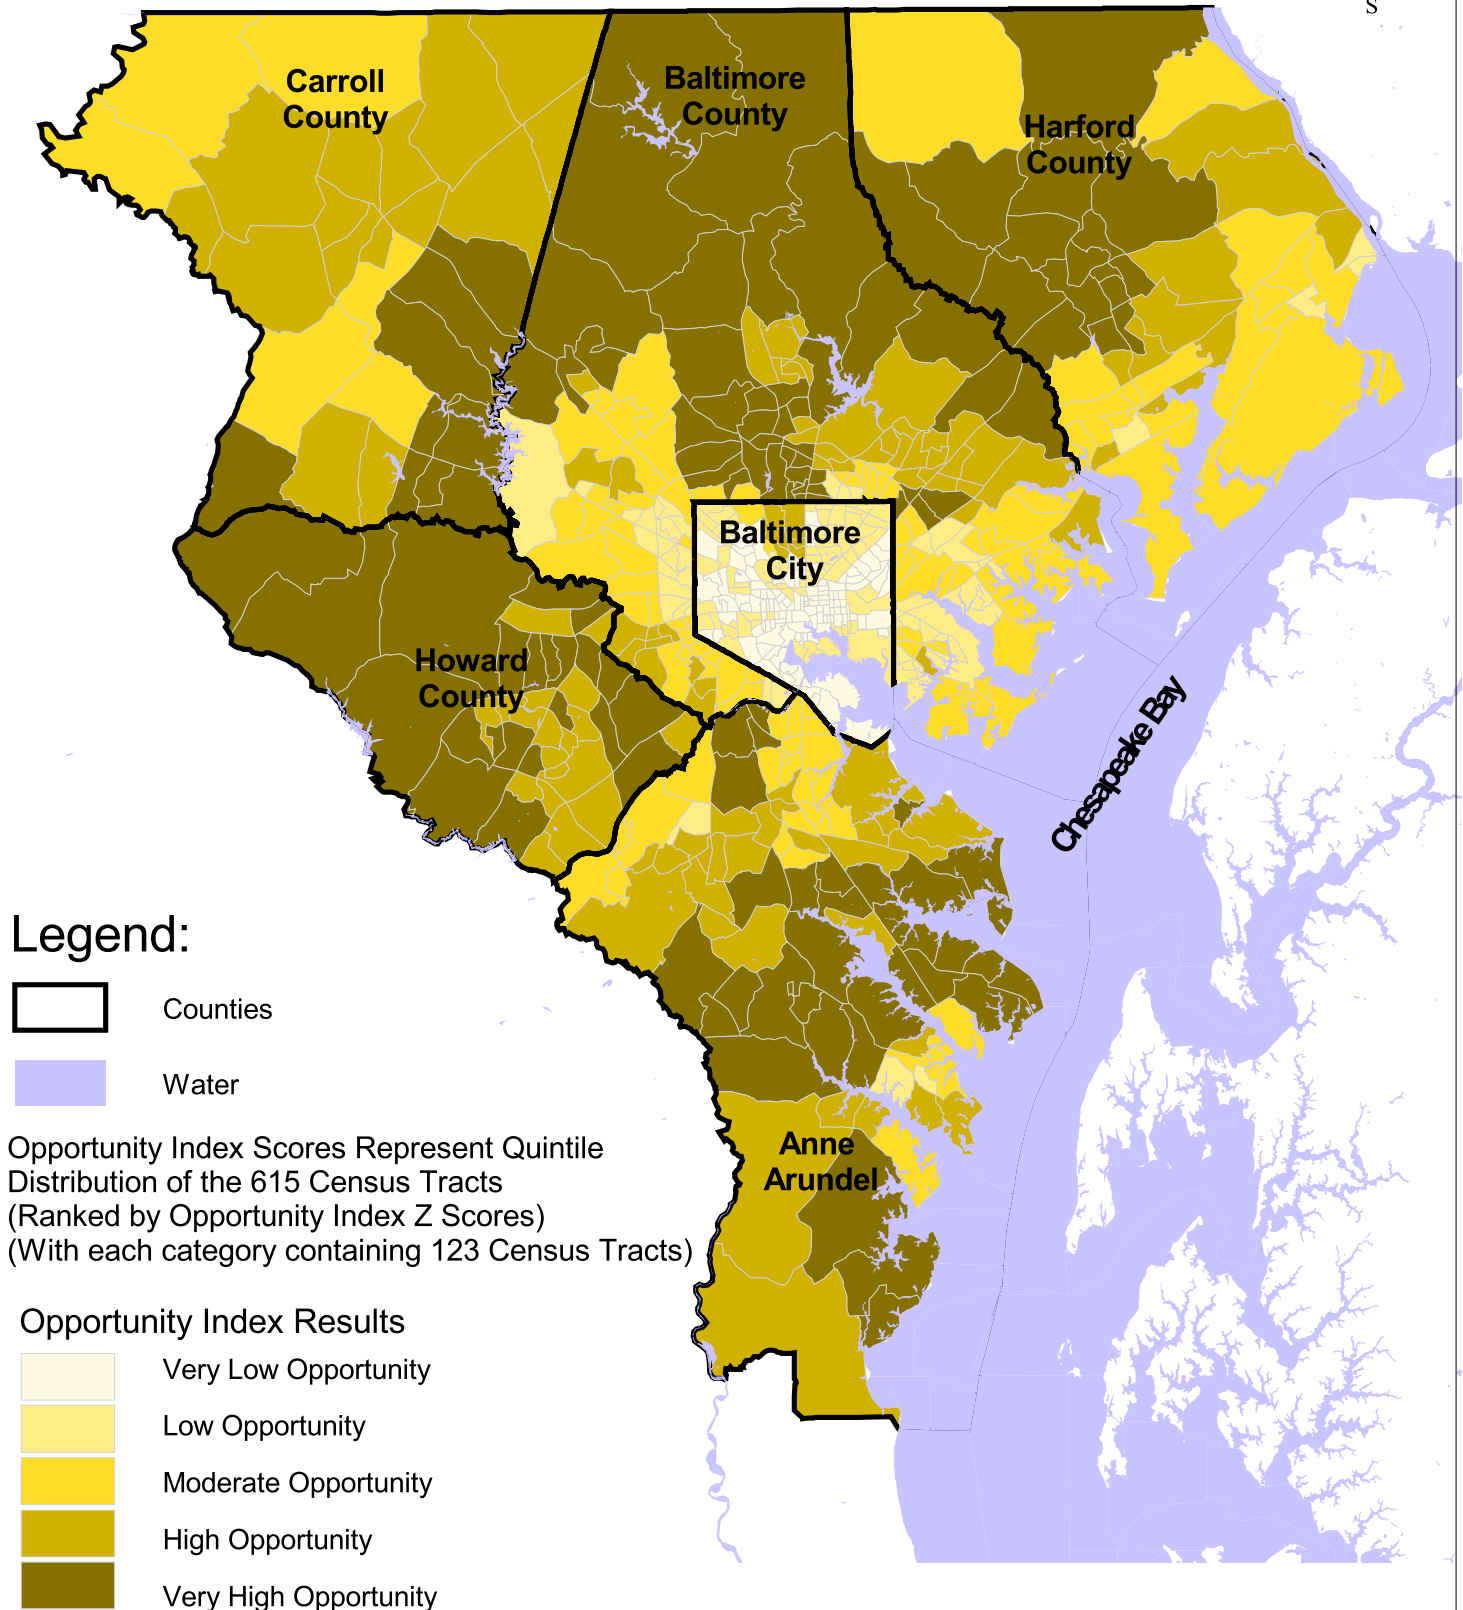 S
Carroll
County
Baltimore
County
Harford
County
Baltimore
City
Howard
County
Chesapeake Bay
Anne
Arundel
Legend:
Counties
Water
Opportunity Index Scores Represent Quintile
Distribution of the 615 Census Tracts
(Ranked by Opportunity Index Z Scores)
(With each category containing 123 Census Tracts)
Opportunity Index Results
Very Low Opportunity
Low Opportunity
Moderate Opportunity
High Opportunity
Very High Opportunity